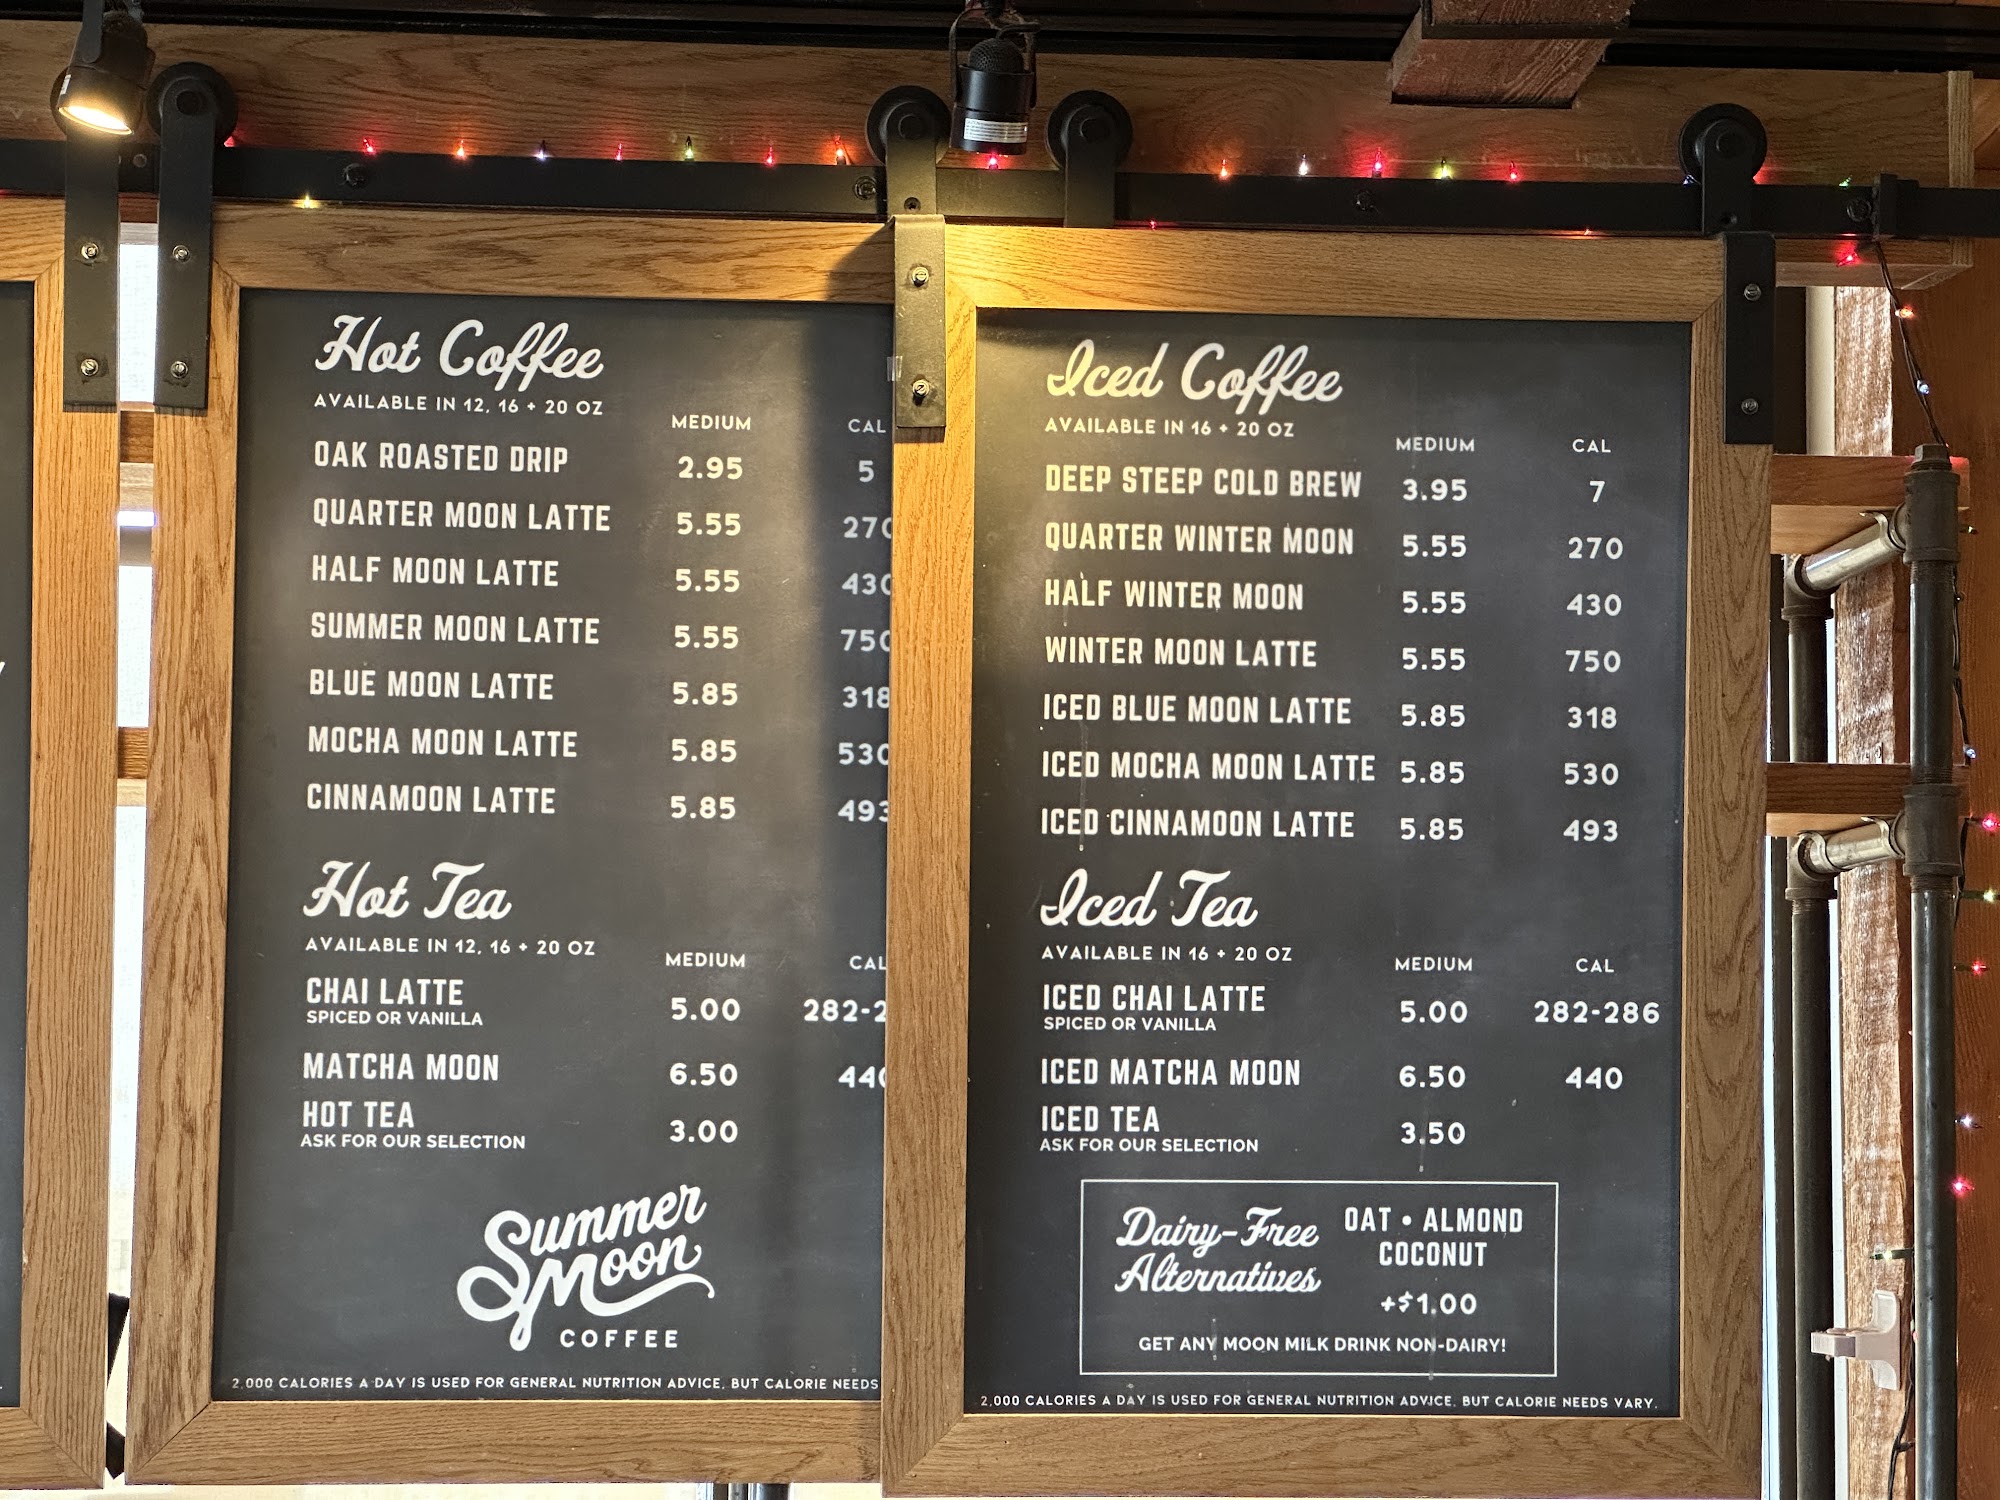 Hot Coffee
AVAILABLE IN 12, 16 + 20 OZ
MEDIUM CAL
OAK ROASTED DRIP 2.95 5
QUARTER MOON LATTE 5.55 270
HALF MOON LATTE 5.55 430
SUMMER MOON LATTE 5.55 750
BLUE MOON LATTE 5.85 318
MOCHA MOON LATTE 5.85 530
CINNAMOON LATTE 5.85 493
Hot Tea
AVAILABLE IN 12, 16 + 20 OZ
MEDIUM CAL
CHAI LATTE 5.00 282-2
SPICED OR VANILLA
MATCHA MOON 6.50 440
HOT TEA 3.00
ASK FOR OUR SELECTION
Summer
Moon
COFFEE
2,000 CALORIES A DAY IS USED FOR GENERAL NUTRITION ADVICE, BUT CALORIE NEEDS
Iced Coffee
AVAILABLE IN 16 + 20 OZ
MEDIUM CAL
DEEP STEEP COLD BREW 3.95 7
QUARTER WINTER MOON 5.55 270
HALF WINTER MOON 5.55 430
WINTER MOON LATTE 5.55 750
ICED BLUE MOON LATTE 5.85 318
ICED MOCHA MOON LATTE 5.85 530
ICED CINNAMOON LATTE 5.85 493
Iced Tea
AVAILABLE IN 16 + 20 OZ
MEDIUM CAL
ICED CHAI LATTE 5.00 282-286
SPICED OR VANILLA
ICED MATCHA MOON 6.50 440
ICED TEA 3.50
ASK FOR OUR SELECTION
Dairy-Free
Alternatives
OAT • ALMOND
COCONUT
+$1.00
GET ANY MOON MILK DRINK NON-DAIRY!
2,000 CALORIES A DAY IS USED FOR GENERAL NUTRITION ADVICE, BUT CALORIE NEEDS VARY.